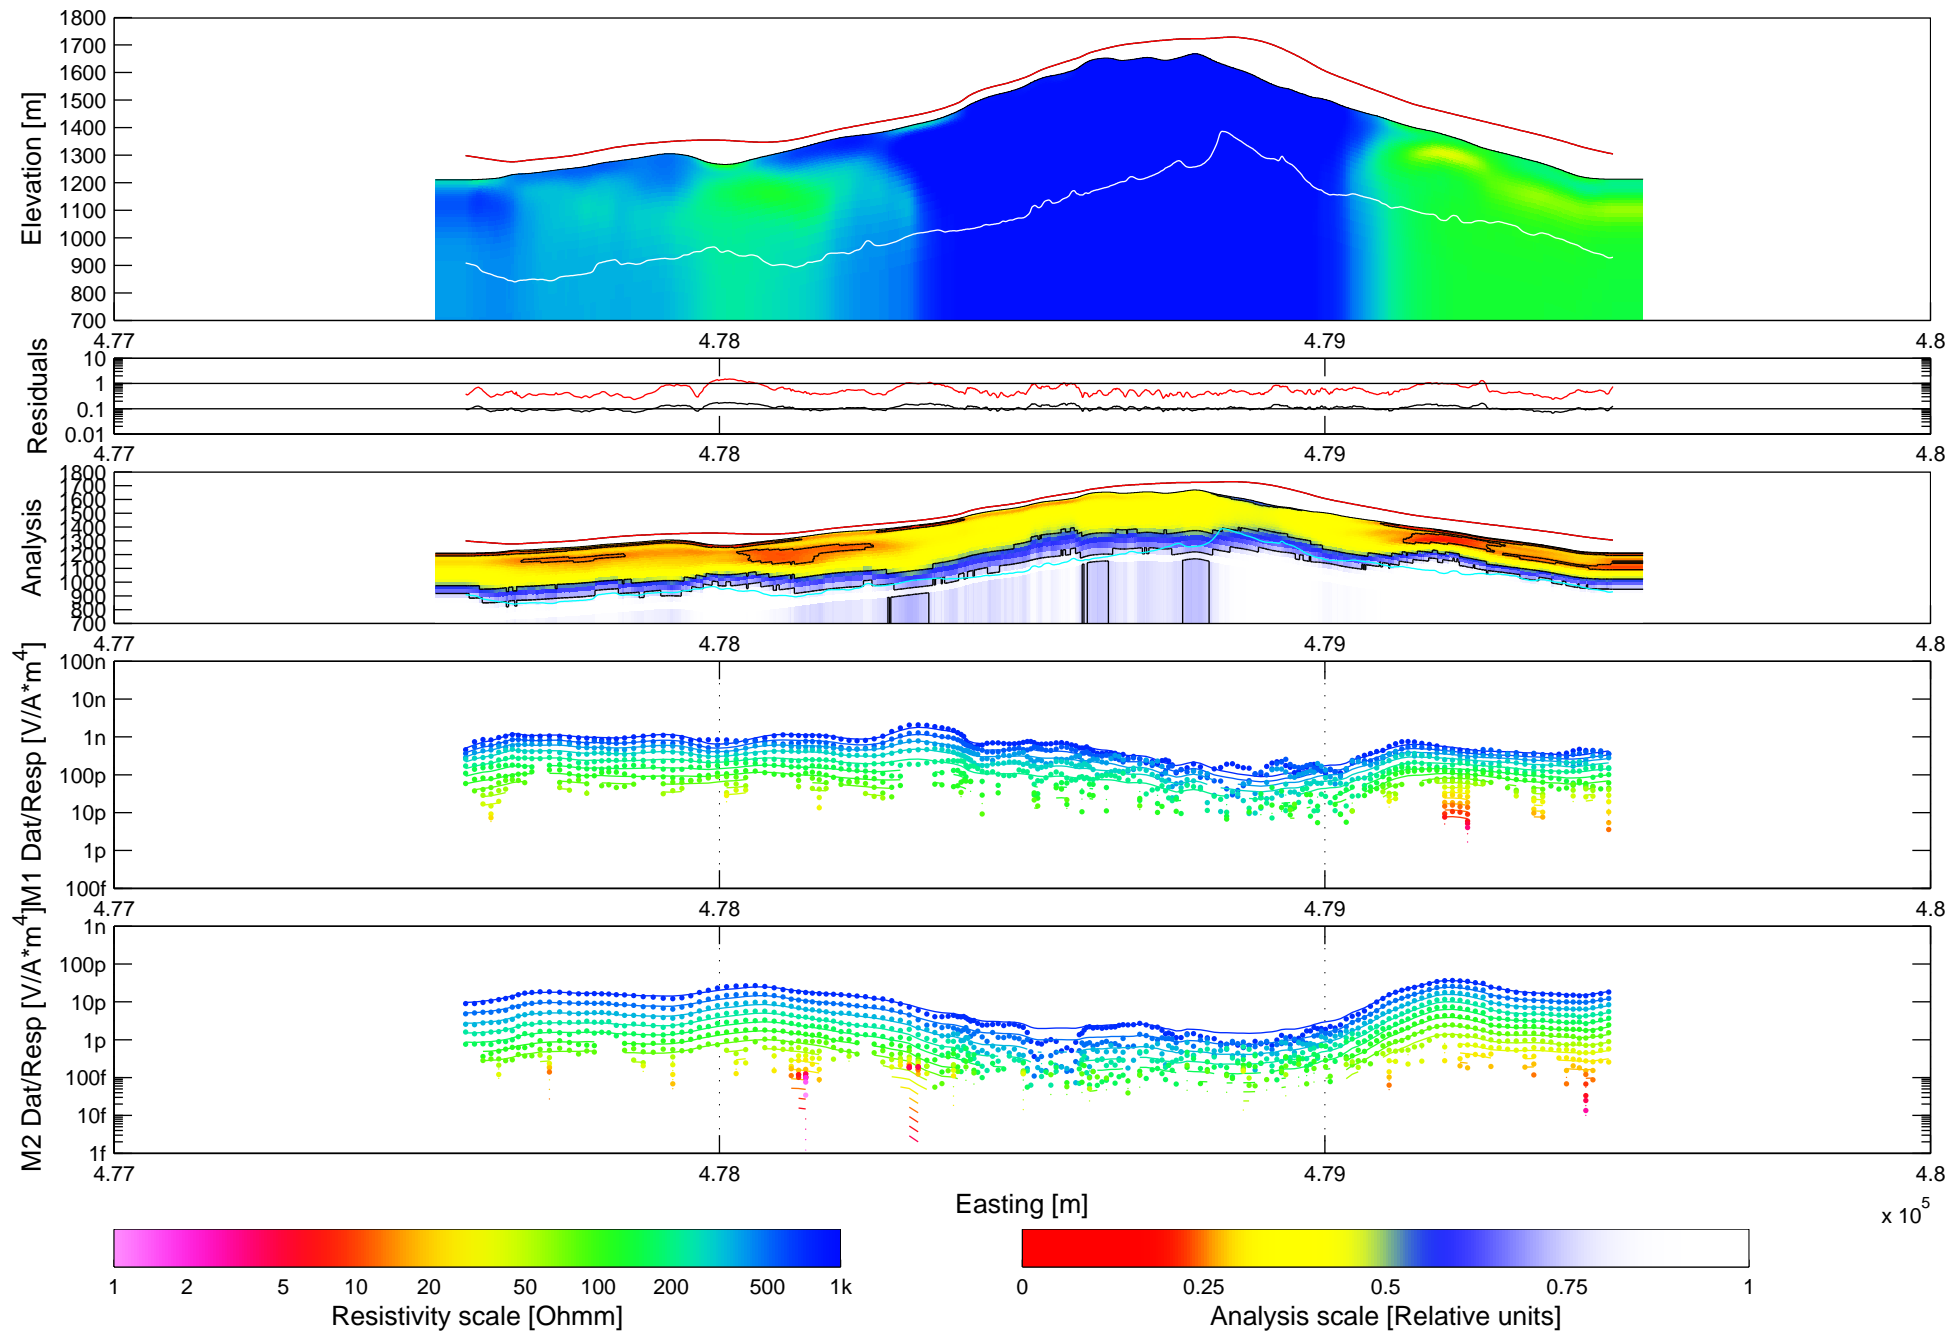 1800
1700
1600
1500
1400
1300
1200
1100
1000
900
800
700
Elevation [m]
4.77 4.78 4.79 4.8
10
1
0.1
0.01
Residuals
4.77 4.78 4.79 4.8
1800
1700
1600
1500
1400
1300
1200
1100
1000
900
800
700
Analysis
4.77 4.78 4.79 4.8
100n
10n
1n
100p
10p
1p
100f
M1 Dat/Resp [V/A*m^4]
4.77 4.78 4.79 4.8
1n
100p
10p
1p
100f
10f
1f
M2 Dat/Resp [V/A*m^4]
4.77 4.78 4.79 4.8
Easting [m]
x 10^5
1 2 5 10 20 50 100 200 500 1k
Resistivity scale [Ohmm]
0 0.25 0.5 0.75 1
Analysis scale [Relative units]